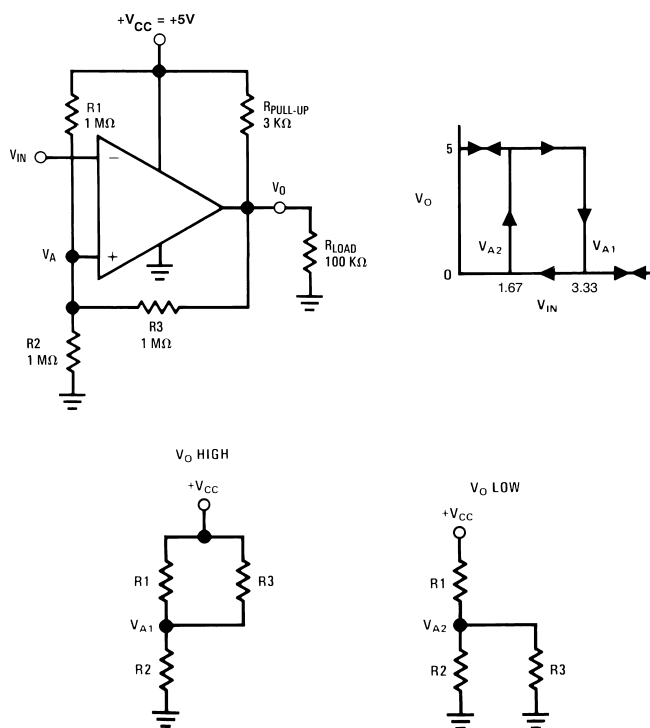 +VCC = +5V
R1
1 MΩ
RPULL-UP
3 KΩ
VIN
−
VO
VA
+
RLOAD
100 KΩ
R3
1 MΩ
R2
1 MΩ
5
VO
VA2
VA1
0
1.67
3.33
VIN
VO HIGH
+VCC
R1
R3
VA1
R2
VO LOW
+VCC
R1
VA2
R2
R3